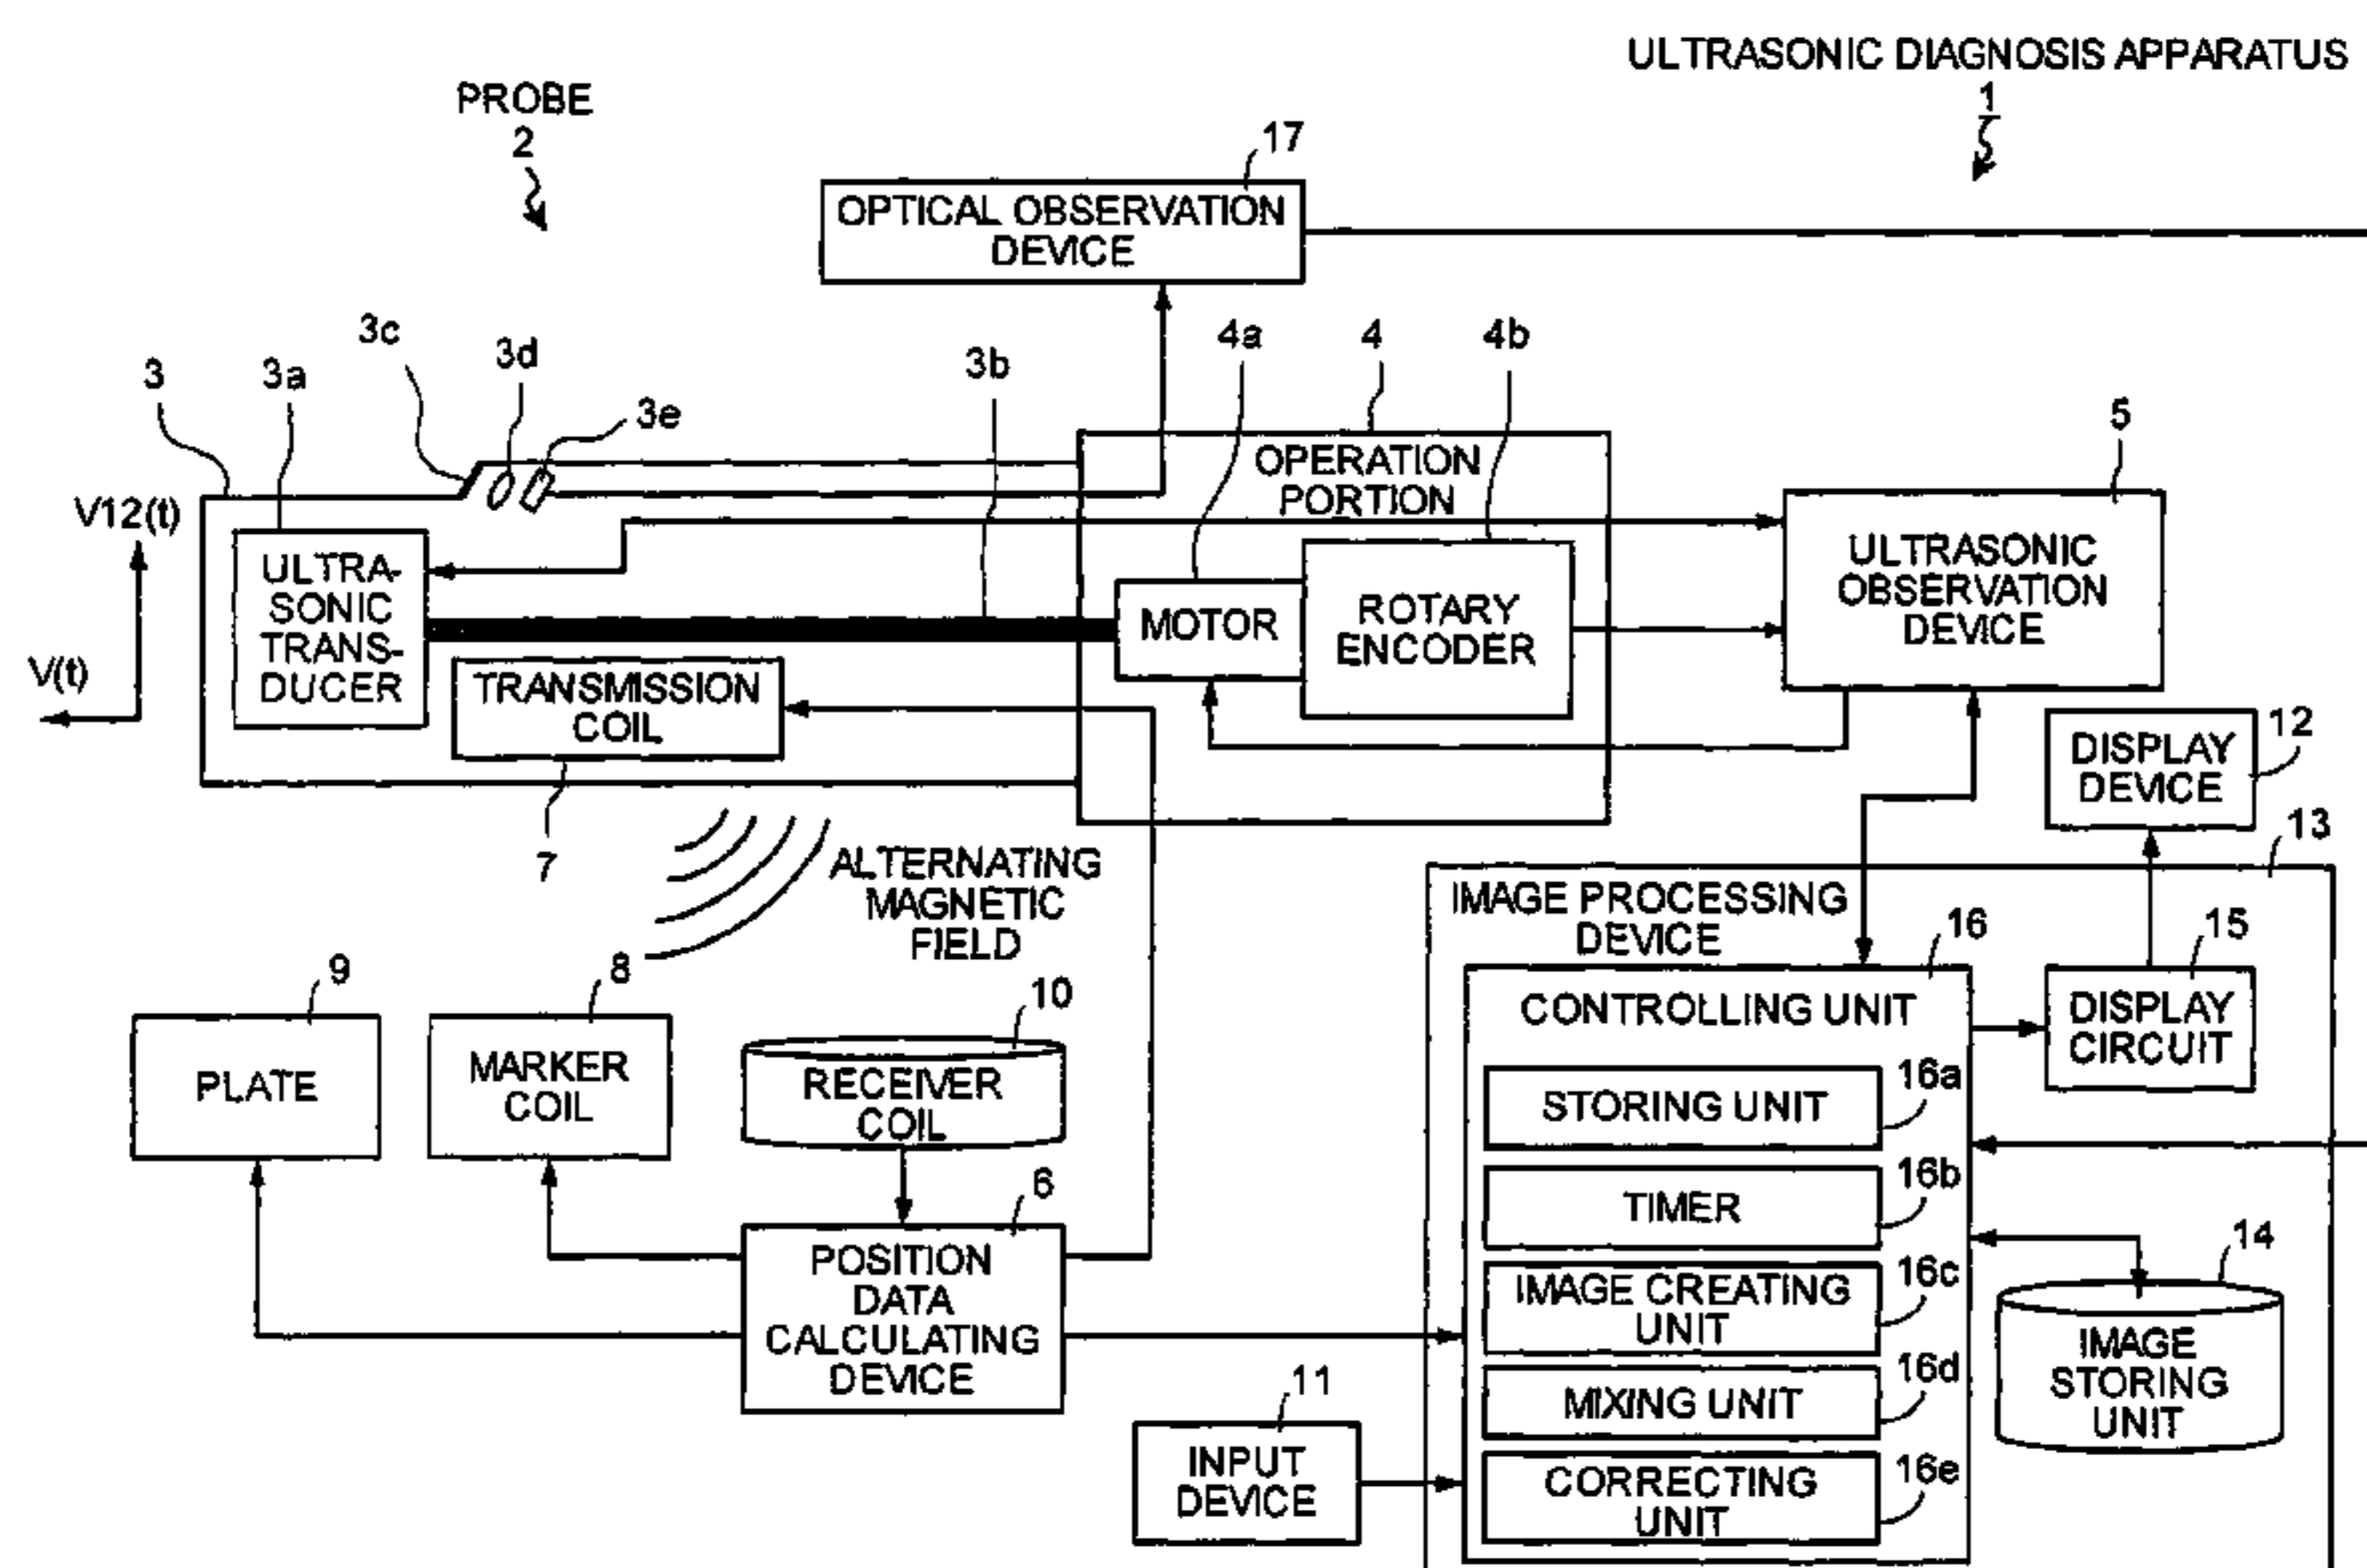 ULTRASONIC DIAGNOSIS APPARATUS
1
PROBE
2
17
OPTICAL OBSERVATION
DEVICE
3
3a
3c
3d
3e
3b
4a
4
4b
5
OPERATION
PORTION
V12(t)
V(t)
ULTRA-
SONIC
TRANS-
DUCER
MOTOR
ROTARY
ENCODER
ULTRASONIC
OBSERVATION
DEVICE
TRANSMISSION
COIL
7
12
DISPLAY
DEVICE
13
ALTERNATING
MAGNETIC
FIELD
IMAGE PROCESSING
DEVICE
16
15
CONTROLLING UNIT
DISPLAY
CIRCUIT
9
PLATE
8
MARKER
COIL
10
RECEIVER
COIL
STORING UNIT
16a
TIMER
16b
6
POSITION
DATA
CALCULATING
DEVICE
IMAGE CREATING
UNIT
16c
14
IMAGE
STORING
UNIT
MIXING UNIT
16d
11
INPUT
DEVICE
CORRECTING
UNIT
16e